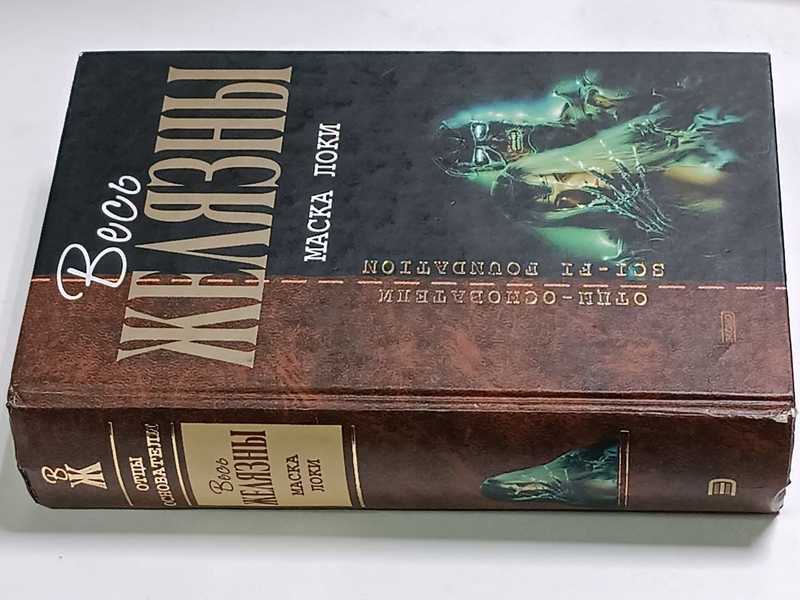 Весь
ЖЕЛЯЗНЫ
МАСКА ЛОКИ
ОТЦЫ-ОСНОВАТЕЛИ
SCI-FI FOUNDATION
В
Ж
ОТЦЫ
ОСНОВАТЕЛИ
Весь
ЖЕЛЯЗНЫ
МАСКА
ЛОКИ
Э